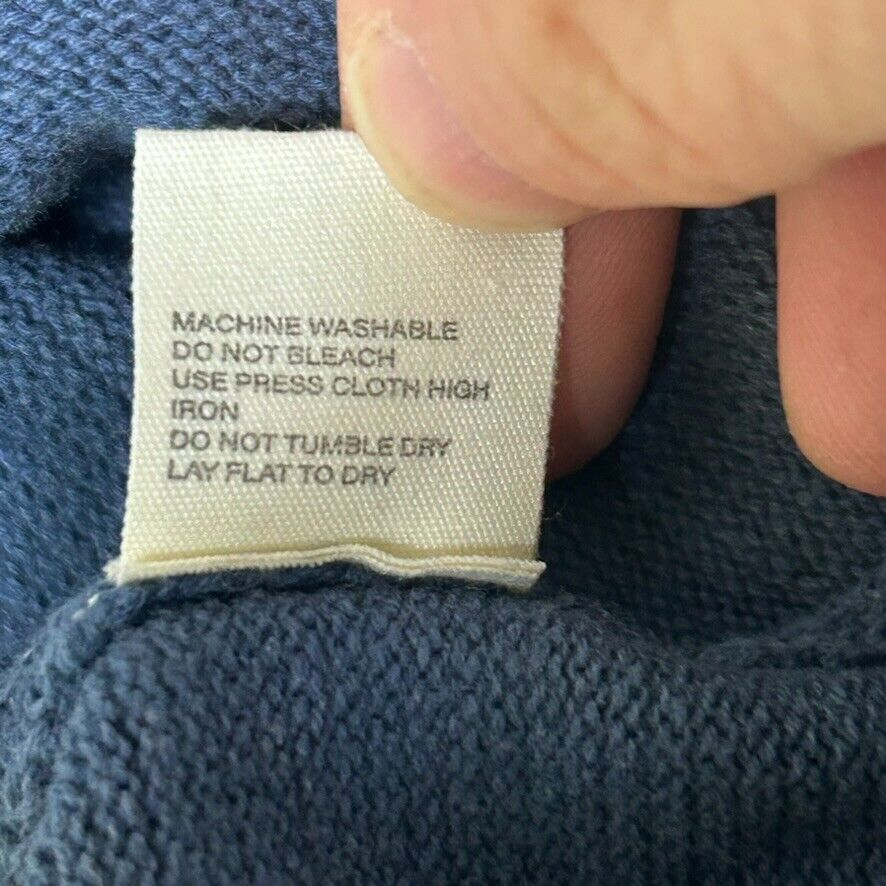 MACHINE WASHABLE
DO NOT BLEACH
USE PRESS CLOTH HIGH
IRON
DO NOT TUMBLE DRY
LAY FLAT TO DRY